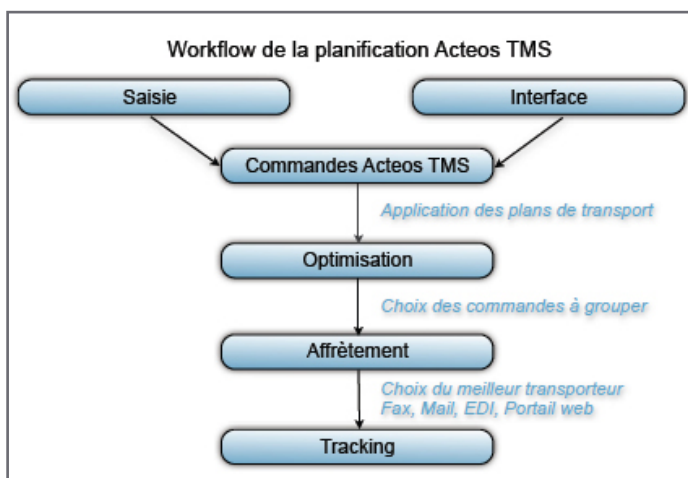 Workflow de la planification Acteos TMS
Saisie
Interface
Commandes Acteos TMS
Application des plans de transport
Optimisation
Choix des commandes à grouper
Affrètement
Choix du meilleur transporteur
Fax, Mail, EDI, Portail web
Tracking